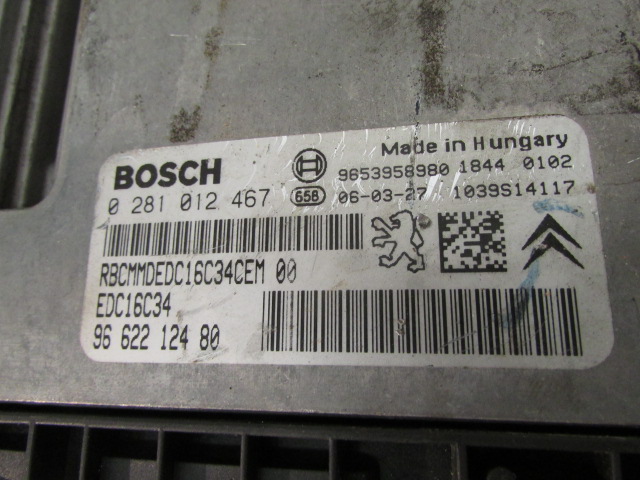 BOSCH
Made in Hungary
9653958980 1844 0102
0 281 012 467 658 06-03-27 1039S14117
RBCMMDEDC16C34CEM 00
EDC16C34
96 622 124 80